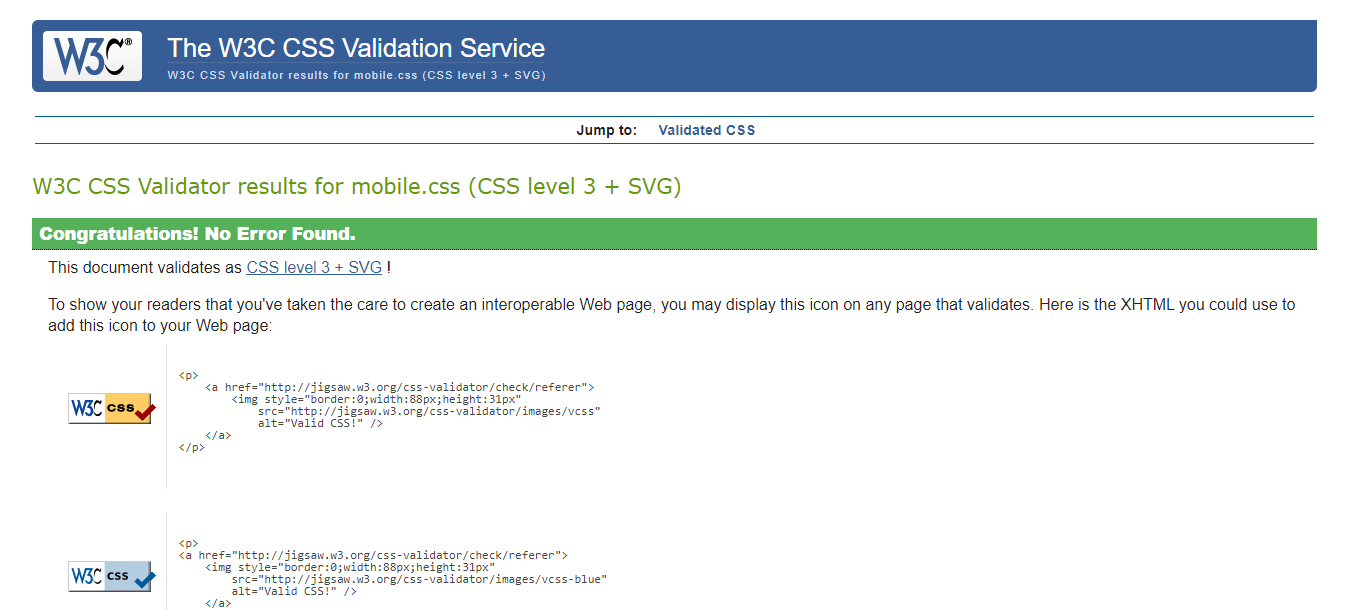 W3C®
The W3C CSS Validation Service
W3C CSS Validator results for mobile.css (CSS level 3 + SVG)
Jump to: Validated CSS
W3C CSS Validator results for mobile.css (CSS level 3 + SVG)
Congratulations! No Error Found.
This document validates as CSS level 3 + SVG !
To show your readers that you've taken the care to create an interoperable Web page, you may display this icon on any page that validates. Here is the XHTML you could use to
add this icon to your Web page:
W3C css
<p>
    <a href="http://jigsaw.w3.org/css-validator/check/referer">
        <img style="border:0;width:88px;height:31px"
            src="http://jigsaw.w3.org/css-validator/images/vcss"
            alt="Valid CSS!" />
    </a>
</p>
W3C css
<p>
<a href="http://jigsaw.w3.org/css-validator/check/referer">
    <img style="border:0;width:88px;height:31px"
        src="http://jigsaw.w3.org/css-validator/images/vcss-blue"
        alt="Valid CSS!" />
    </a>